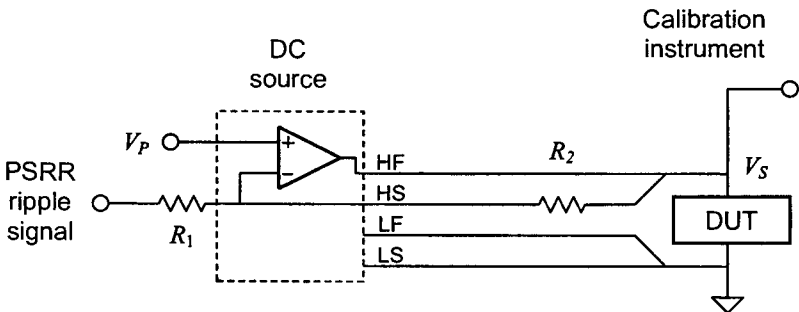 Calibration
instrument
DC
source
V_P
+
−
HF
R_2
V_S
PSRR
ripple
signal
R_1
HS
LF
LS
DUT